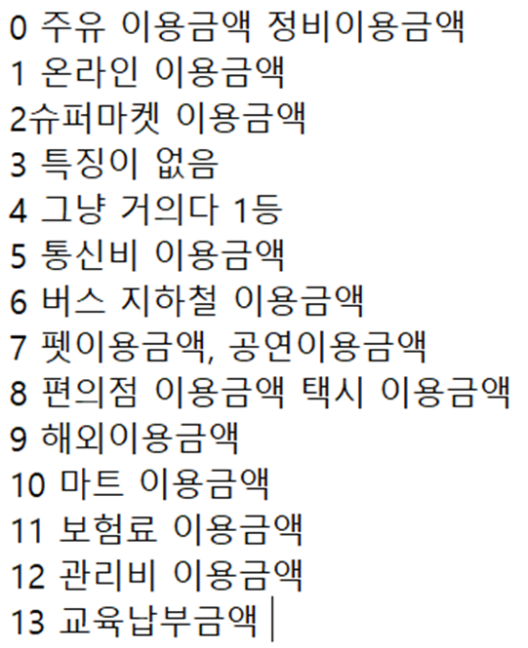 0 주유 이용금액 정비이용금액
1 온라인 이용금액
2슈퍼마켓 이용금액
3 특징이 없음
4 그냥 거의다 1등
5 통신비 이용금액
6 버스 지하철 이용금액
7 펫이용금액, 공연이용금액
8 편의점 이용금액 택시 이용금액
9 해외이용금액
10 마트 이용금액
11 보험료 이용금액
12 관리비 이용금액
13 교육납부금액